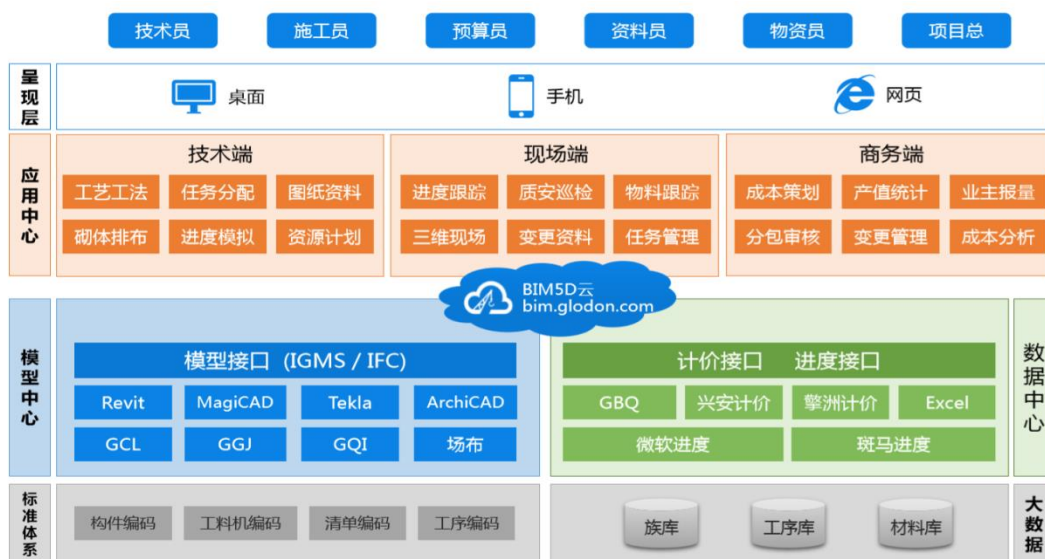 技术员 施工员 预算员 资料员 物资员 项目总
呈现层
桌面 手机 网页
应用中心
技术端 现场端 商务端
工艺工法 任务分配 图纸资料 进度跟踪 质安巡检 物料跟踪 成本策划 产值统计 业主报量
砌体排布 进度模拟 资源计划 三维现场 变更资料 任务管理 分包审核 变更管理 成本分析
BIM5D云
bim.glodon.com
模型中心
模型接口 (IGMS / IFC)
Revit MagiCAD Tekla ArchiCAD
GCL GGJ GQI 场布
计价接口 进度接口
GBQ 兴安计价 擎洲计价 Excel
微软进度 斑马进度
数据中心
标准体系
构件编码 工料机编码 清单编码 工序编码
族库 工序库 材料库
大数据